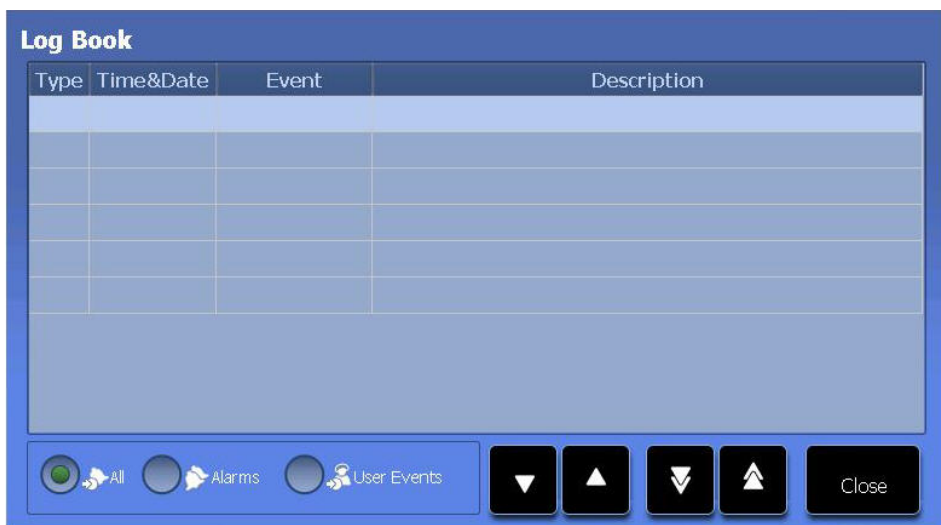 Log Book
Type Time&Date Event Description
All Alarms User Events Close